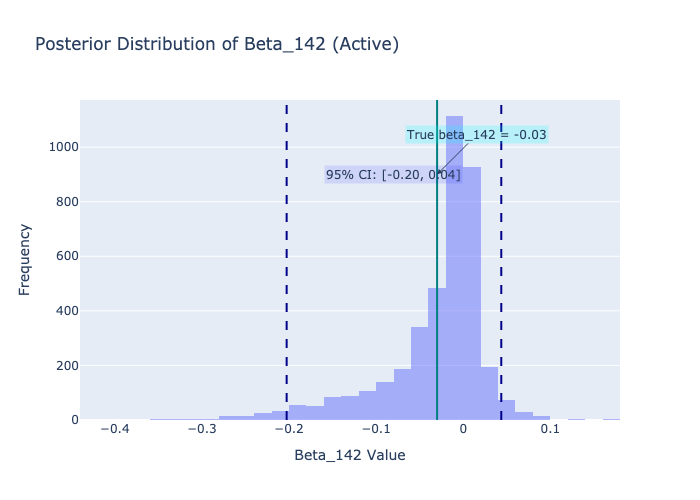 Posterior Distribution of Beta_142 (Active)
True beta_142 = -0.03
95% CI: [-0.20, 0.04]
Frequency
1000
800
600
400
200
0
−0.4 −0.3 −0.2 −0.1 0 0.1
Beta_142 Value